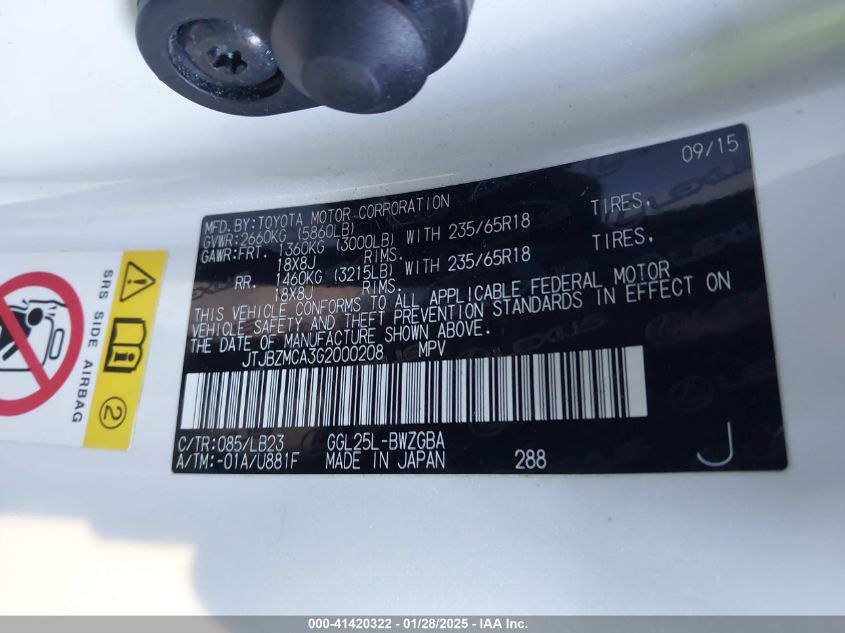 09/15
MFD.BY:TOYOTA MOTOR CORPORATION
GVWR:2660KG (5860LB)
GAWR:FRT. 1360KG (3000LB) WITH 235/65R18 TIRES.
18X8J RIMS.
RR. 1460KG (3215LB) WITH 235/65R18 TIRES.
18X8J RIMS.
THIS VEHICLE CONFORMS TO ALL APPLICABLE FEDERAL MOTOR
VEHICLE SAFETY AND THEFT PREVENTION STANDARDS IN EFFECT ON
THE DATE OF MANUFACTURE SHOWN ABOVE.
JTJBZMCA3G2000208 MPV
C/TR:085/LB23 GGL25L-BWZGBA
A/TM:-01A/U881F MADE IN JAPAN 288 J
SRS SIDE AIRBAG
2
LEXUS
000-41420322 - 01/28/2025 - IAA Inc.